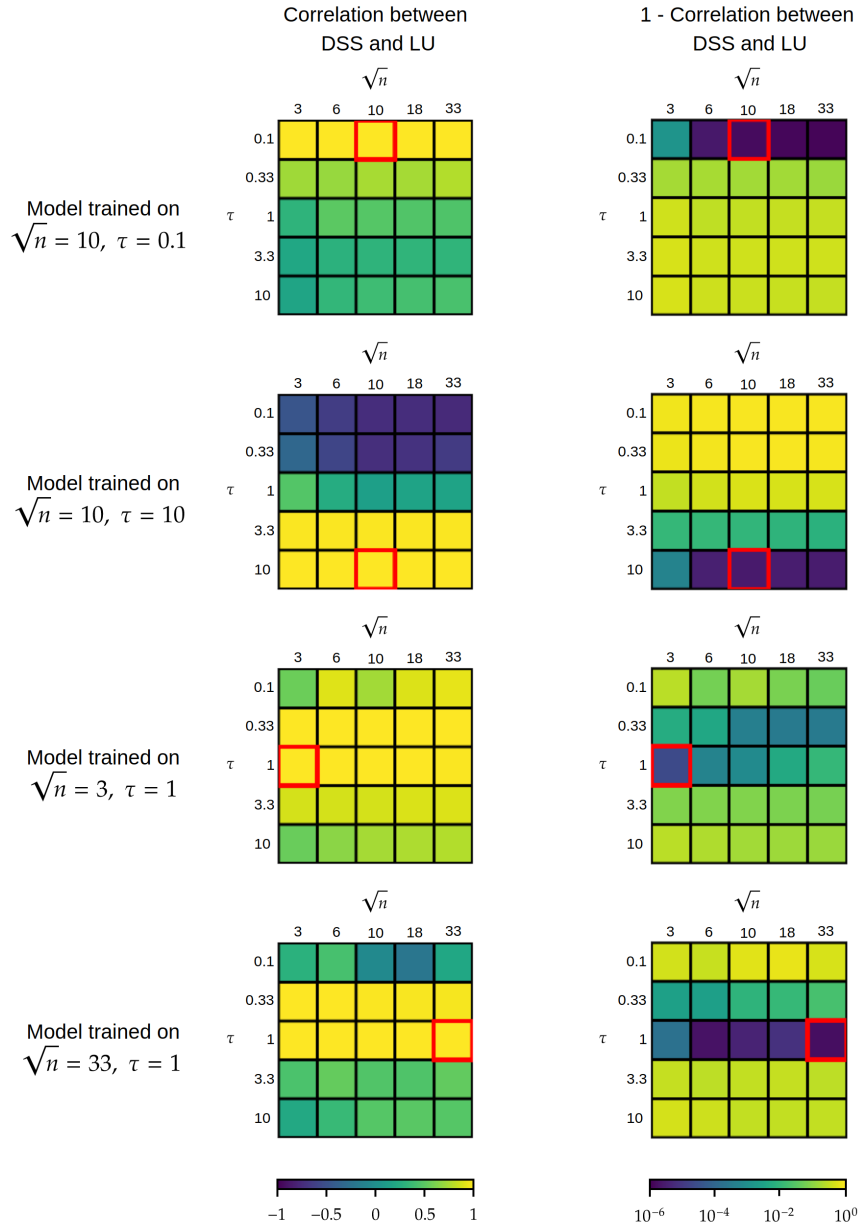 Correlation between 1 - Correlation between
DSS and LU DSS and LU
√n √n
3 6 10 18 33 3 6 10 18 33
0.1 0.1
0.33 0.33
Model trained on
√n = 10, τ = 0.1
τ 1 τ 1
3.3 3.3
10 10
√n √n
3 6 10 18 33 3 6 10 18 33
0.1 0.1
0.33 0.33
Model trained on
√n = 10, τ = 10
τ 1 τ 1
3.3 3.3
10 10
√n √n
3 6 10 18 33 3 6 10 18 33
0.1 0.1
0.33 0.33
Model trained on
√n = 3, τ = 1
τ 1 τ 1
3.3 3.3
10 10
√n √n
3 6 10 18 33 3 6 10 18 33
0.1 0.1
0.33 0.33
Model trained on
√n = 33, τ = 1
τ 1 τ 1
3.3 3.3
10 10
−1 −0.5 0 0.5 1 10⁻⁶ 10⁻⁴ 10⁻² 10⁰